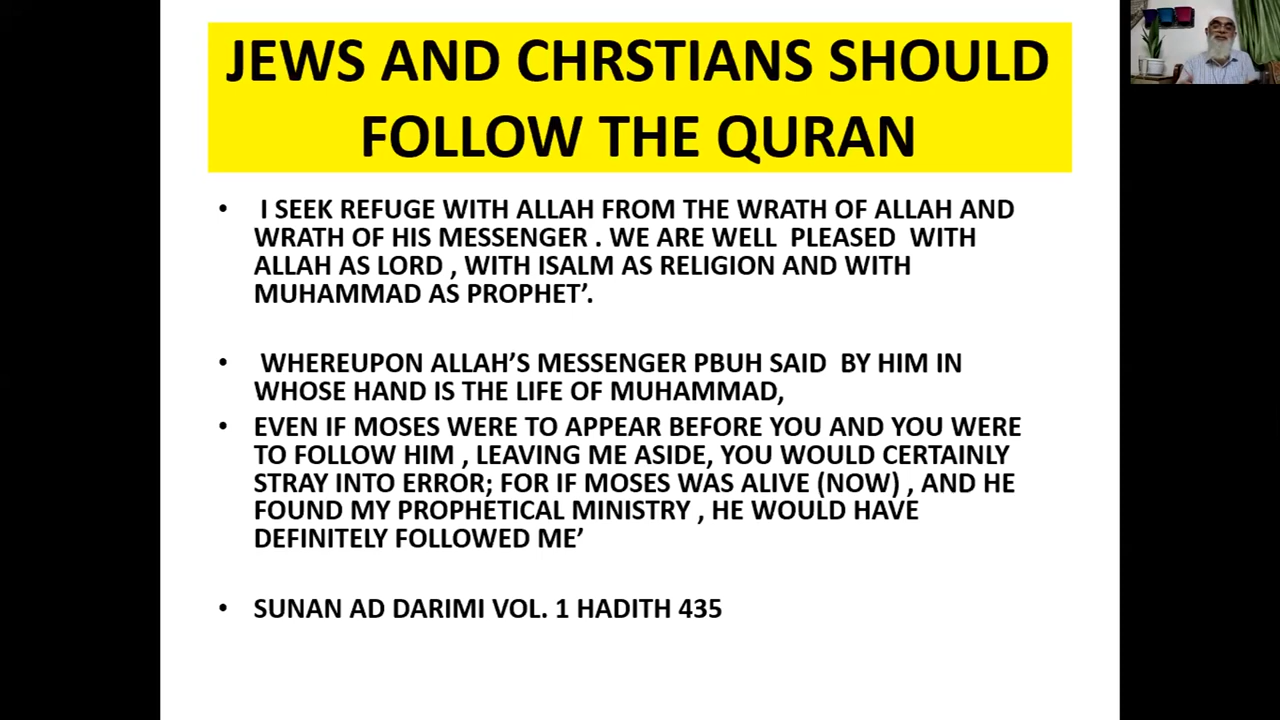 JEWS AND CHRSTIANS SHOULD
FOLLOW THE QURAN
• I SEEK REFUGE WITH ALLAH FROM THE WRATH OF ALLAH AND
WRATH OF HIS MESSENGER . WE ARE WELL PLEASED WITH
ALLAH AS LORD , WITH ISALM AS RELIGION AND WITH
MUHAMMAD AS PROPHET’.
• WHEREUPON ALLAH’S MESSENGER PBUH SAID BY HIM IN
WHOSE HAND IS THE LIFE OF MUHAMMAD,
• EVEN IF MOSES WERE TO APPEAR BEFORE YOU AND YOU WERE
TO FOLLOW HIM , LEAVING ME ASIDE, YOU WOULD CERTAINLY
STRAY INTO ERROR; FOR IF MOSES WAS ALIVE (NOW) , AND HE
FOUND MY PROPHETICAL MINISTRY , HE WOULD HAVE
DEFINITELY FOLLOWED ME’
• SUNAN AD DARIMI VOL. 1 HADITH 435